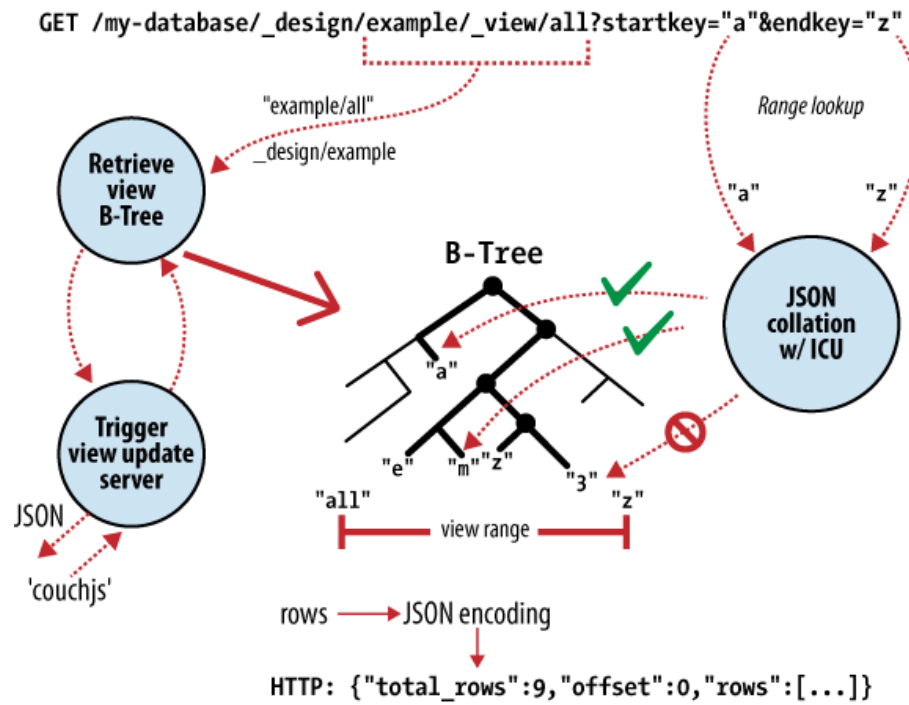 GET /my-database/_design/example/_view/all?startkey="a"&endkey="z"
"example/all"
_design/example
Range lookup
Retrieve
view
B-Tree
"a"
"z"
B-Tree
JSON
collation
w/ ICU
"a"
Trigger
view update
server
"e"
"m"
"z"
"3"
"all"
"z"
view range
JSON
'couchjs'
rows
JSON encoding
HTTP: {"total_rows":9,"offset":0,"rows":[...]}